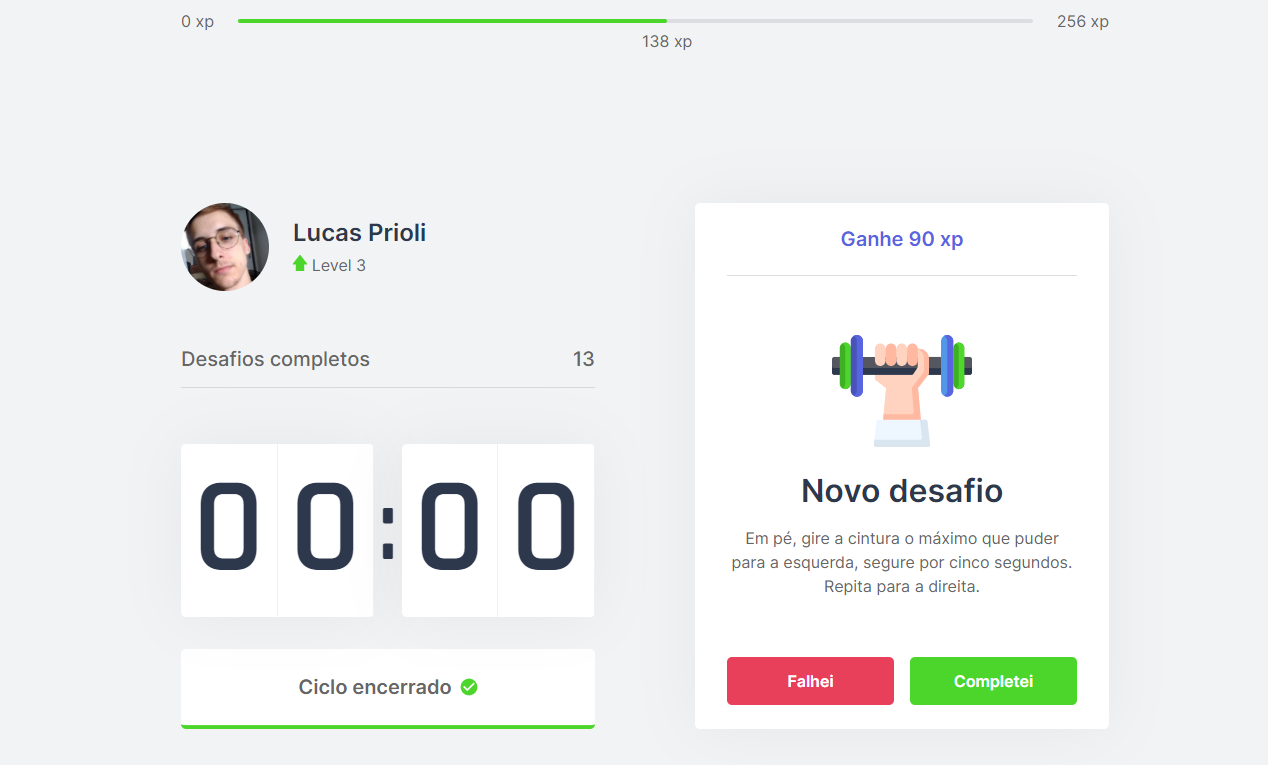 0 xp
256 xp
138 xp
Lucas Prioli
Level 3
Desafios completos 13
00:00
Ciclo encerrado
Ganhe 90 xp
Novo desafio
Em pé, gire a cintura o máximo que puder
para a esquerda, segure por cinco segundos.
Repita para a direita.
Falhei
Completei